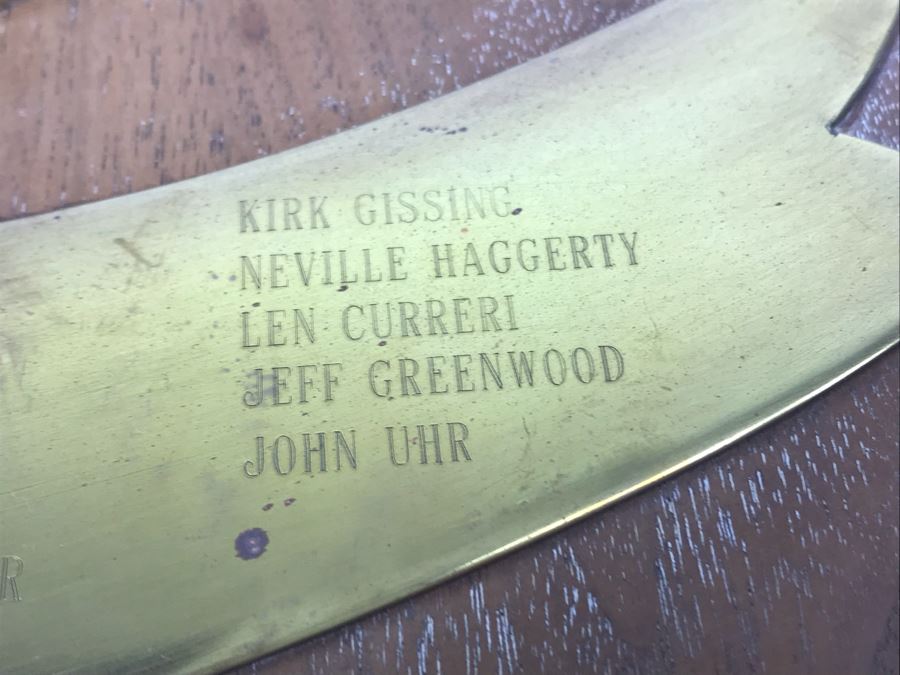 KIRK GISSING
NEVILLE HAGGERTY
LEN CURRERI
JEFF GREENWOOD
JOHN UHR
R